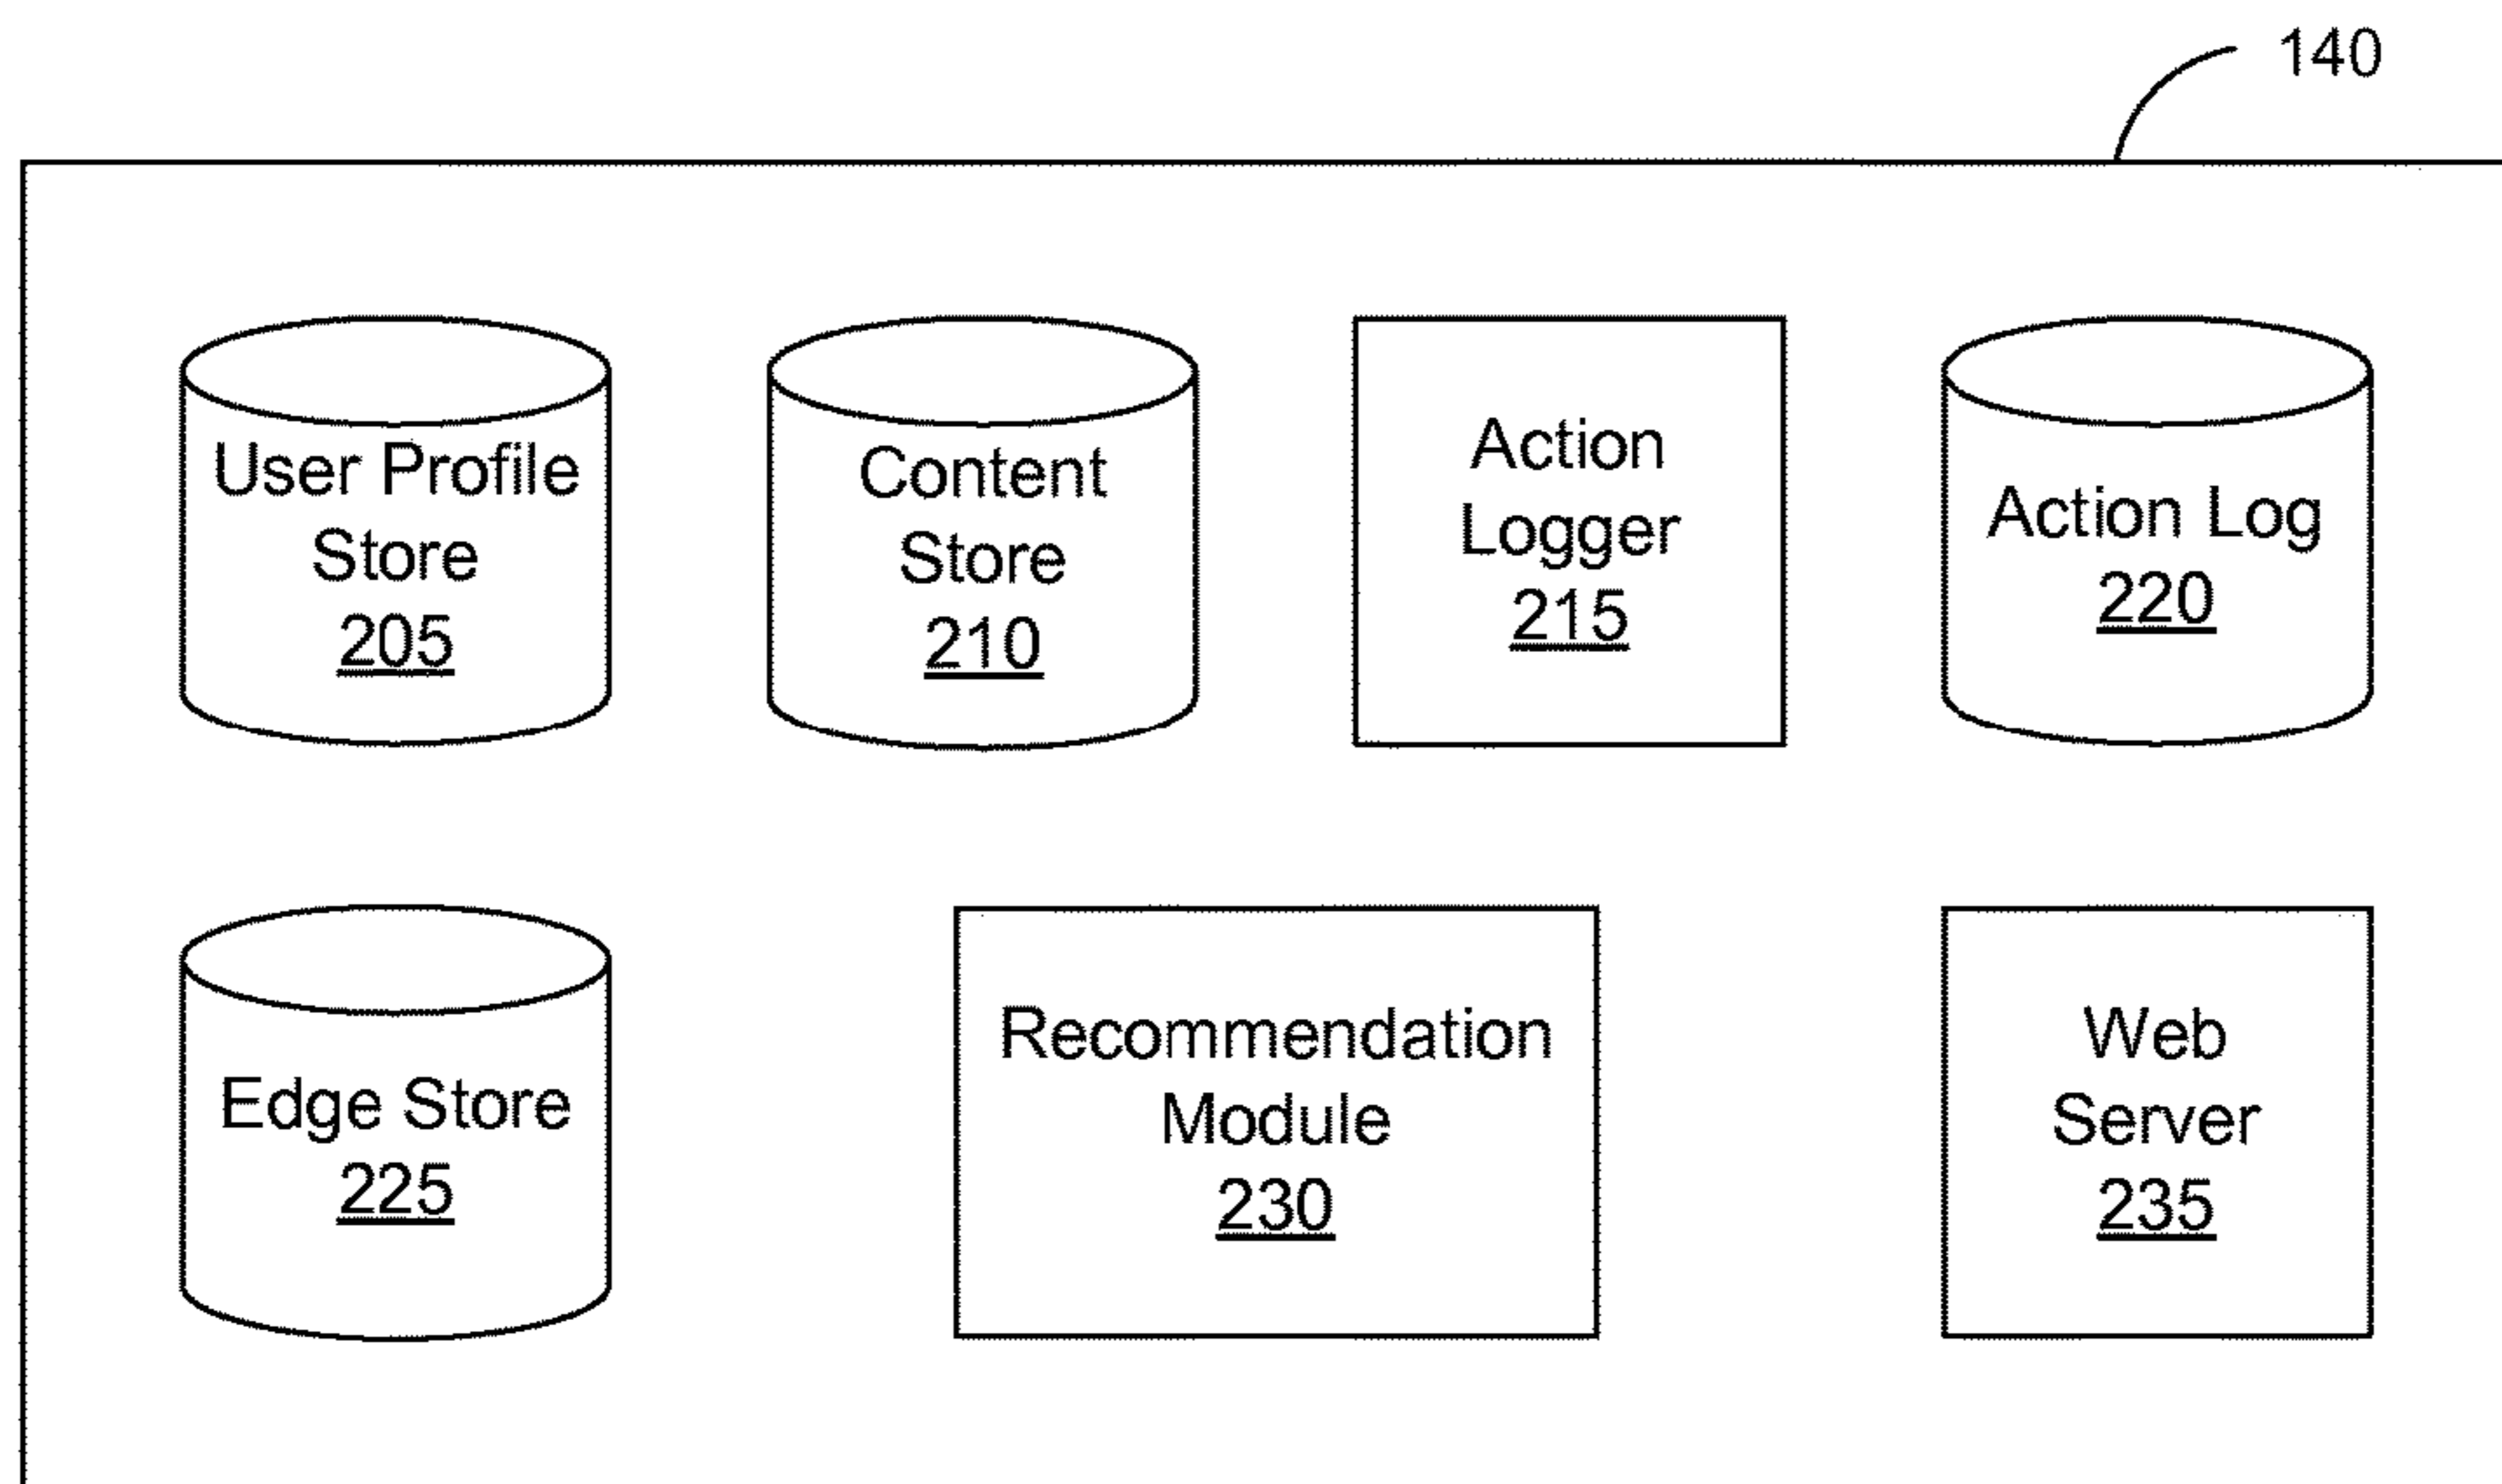 140
User Profile
Store
205
Content
Store
210
Action
Logger
215
Action Log
220
Edge Store
225
Recommendation
Module
230
Web
Server
235